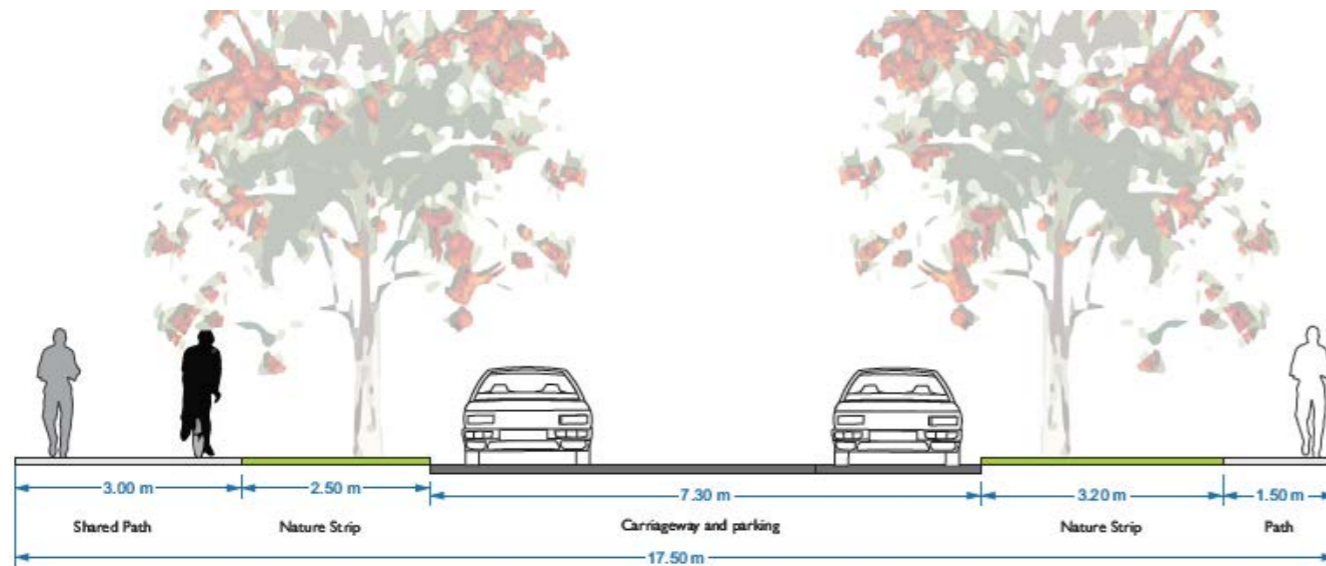 3.00 m 2.50 m 7.30 m 3.20 m 1.50 m
Shared Path Nature Strip Carriageway and parking Nature Strip Path
17.50 m